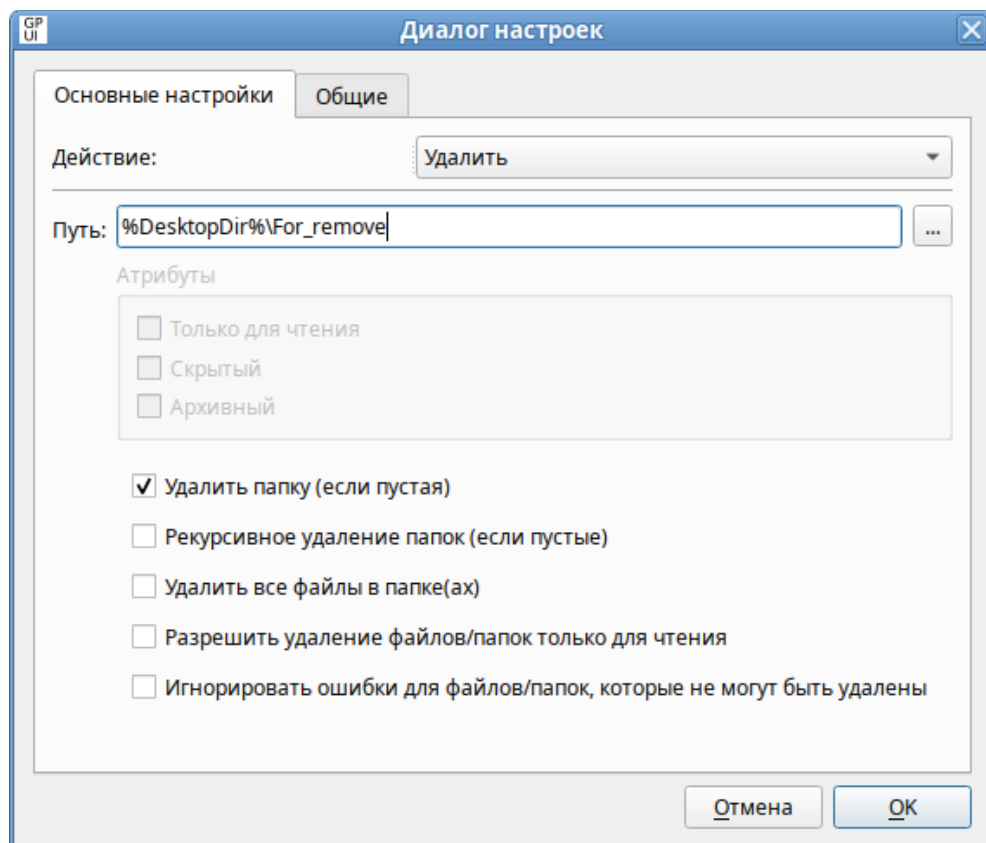 GP
UI
Диалог настроек
Основные настройки
Общие
Действие:
Удалить
Путь:
%DesktopDir%\For_remove
...
Атрибуты
Только для чтения
Скрытый
Архивный
Удалить папку (если пустая)
Рекурсивное удаление папок (если пустые)
Удалить все файлы в папке(ах)
Разрешить удаление файлов/папок только для чтения
Игнорировать ошибки для файлов/папок, которые не могут быть удалены
Отмена
OK